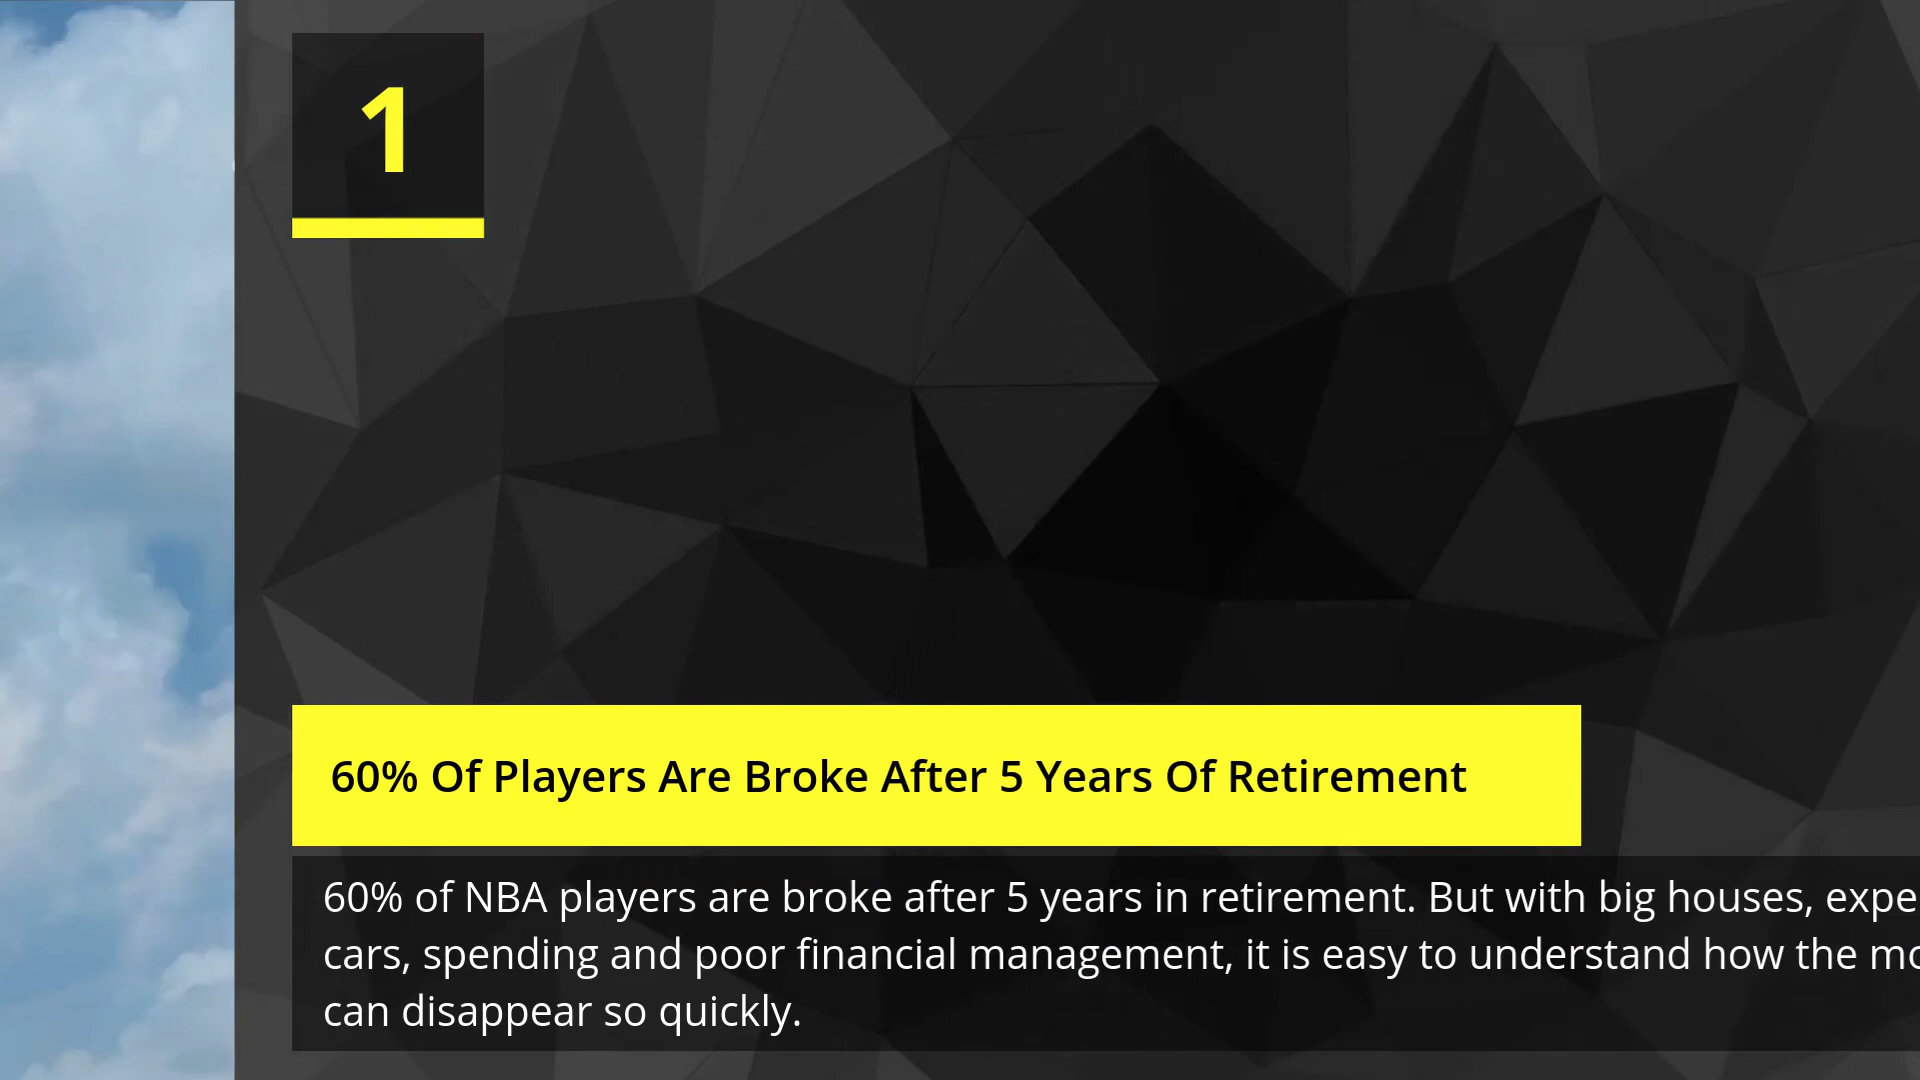 1
60% Of Players Are Broke After 5 Years Of Retirement
60% of NBA players are broke after 5 years in retirement. But with big houses,
cars, spending and poor financial management, it is easy to understand how the
can disappear so quickly.